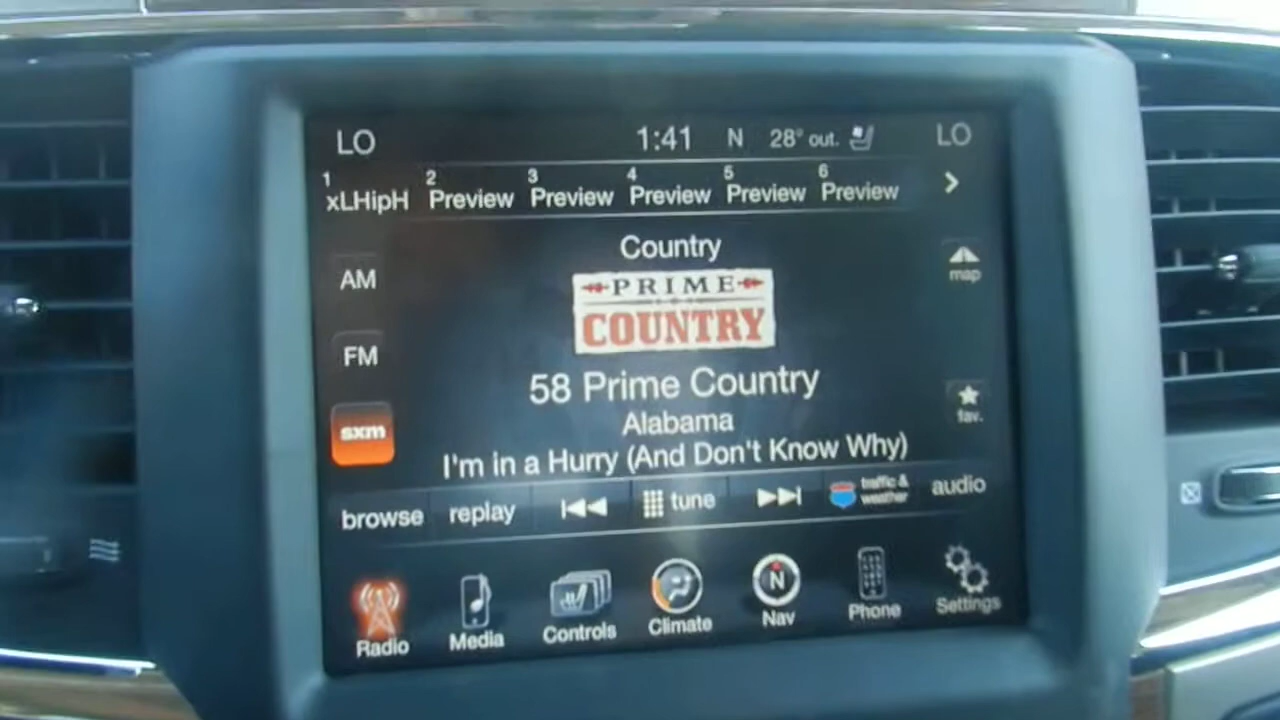 LO 1:41 N 28° out. LO
1 2 3 4 5 6
xLHipH Preview Preview Preview Preview Preview
Country
AM
PRIME
COUNTRY
map
FM
58 Prime Country
Alabama
fav.
sxm
I'm in a Hurry (And Don't Know Why)
browse replay tune traffic & weather audio
Radio Media Controls Climate N Nav Phone Settings